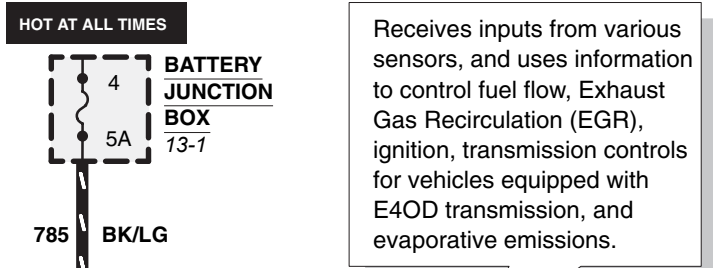 HOT AT ALL TIMES
4
5A
BATTERY
JUNCTION
BOX
13-1
785
BK/LG
Receives inputs from various
sensors, and uses information
to control fuel flow, Exhaust
Gas Recirculation (EGR),
ignition, transmission controls
for vehicles equipped with
E4OD transmission, and
evaporative emissions.